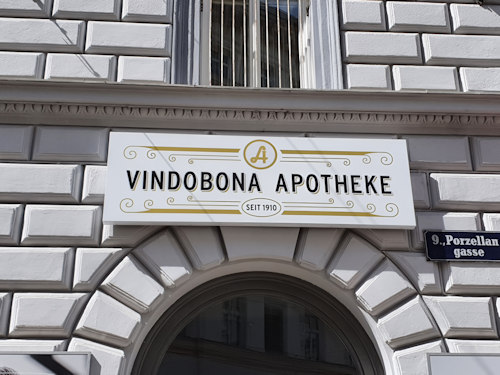 VINDOBONA APOTHEKE
SEIT 1910
9., Porzellan
gasse